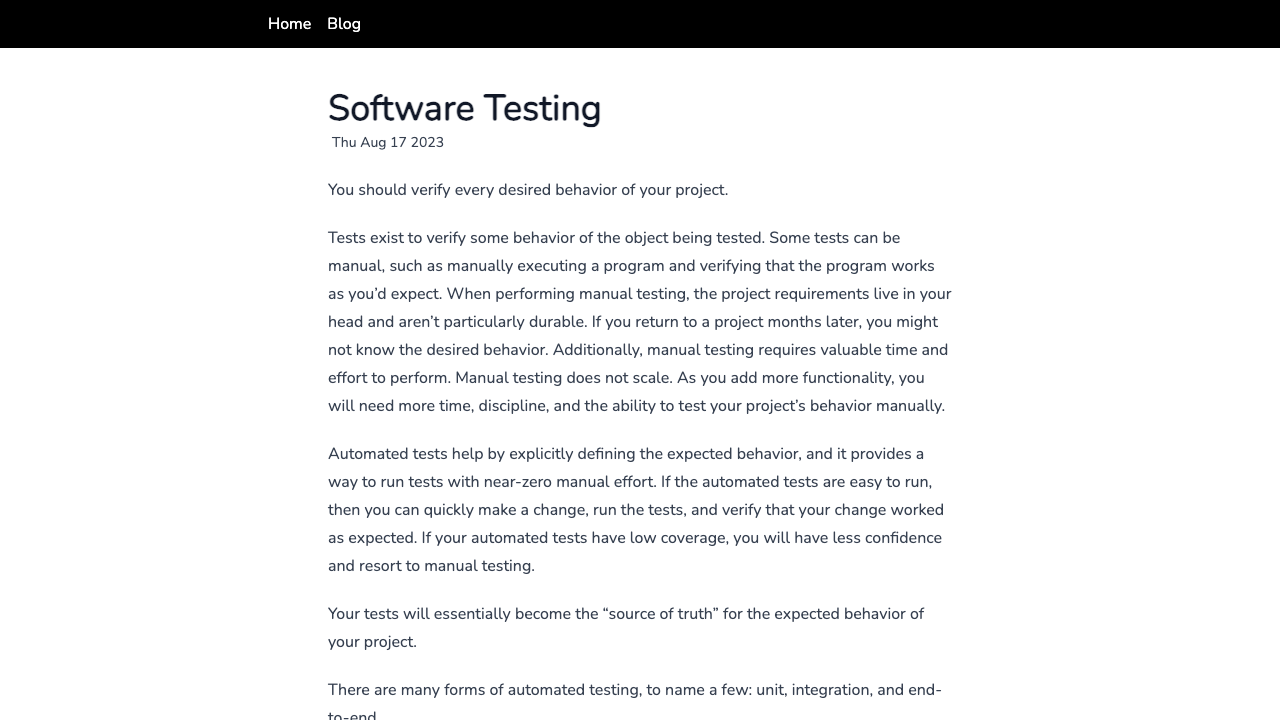 Home Blog
Software Testing
Thu Aug 17 2023
You should verify every desired behavior of your project.
Tests exist to verify some behavior of the object being tested. Some tests can be
manual, such as manually executing a program and verifying that the program works
as you’d expect. When performing manual testing, the project requirements live in your
head and aren’t particularly durable. If you return to a project months later, you might
not know the desired behavior. Additionally, manual testing requires valuable time and
effort to perform. Manual testing does not scale. As you add more functionality, you
will need more time, discipline, and the ability to test your project’s behavior manually.
Automated tests help by explicitly defining the expected behavior, and it provides a
way to run tests with near-zero manual effort. If the automated tests are easy to run,
then you can quickly make a change, run the tests, and verify that your change worked
as expected. If your automated tests have low coverage, you will have less confidence
and resort to manual testing.
Your tests will essentially become the “source of truth” for the expected behavior of
your project.
There are many forms of automated testing, to name a few: unit, integration, and end-
to-end